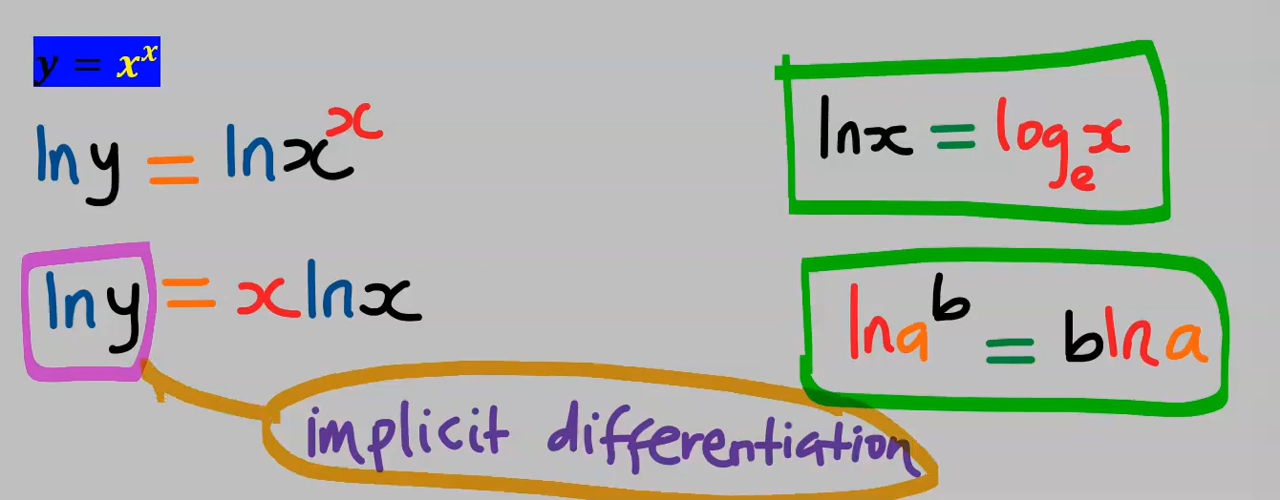 y = x^x
ln y = ln x^x
ln x = log_e x
ln y = x ln x
ln a^b = b ln a
implicit differentiation